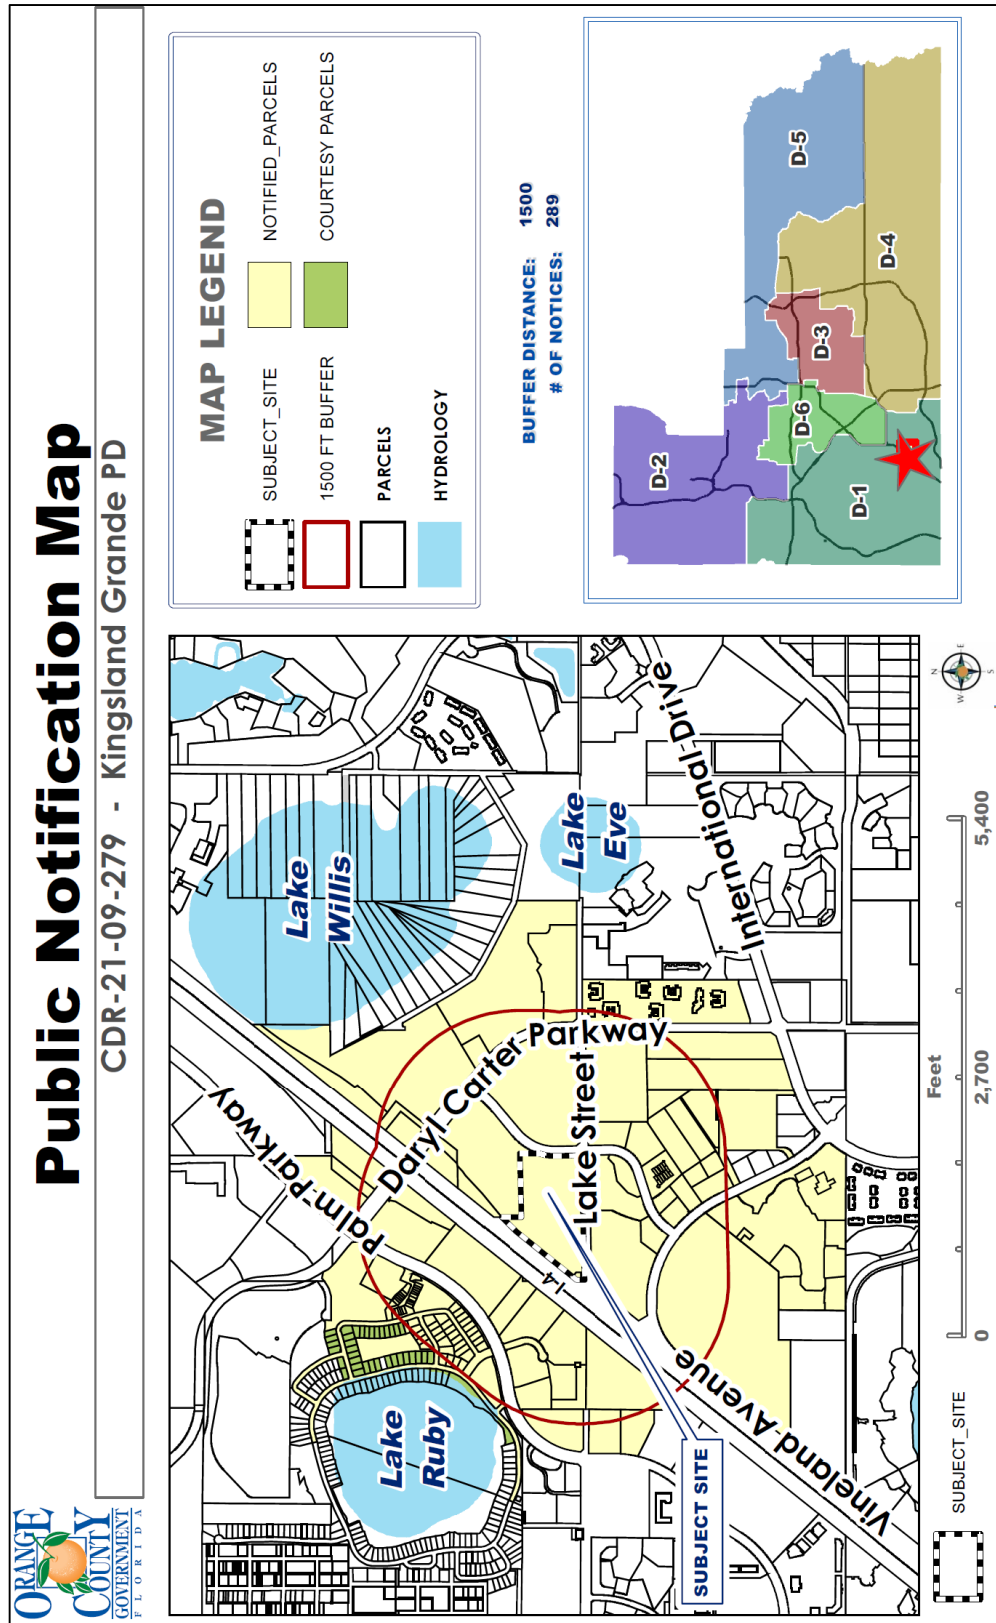 ORANGE
COUNTY
GOVERNMENT
FLORIDA
Public Notification Map
CDR-21-09-279 - Kingsland Grande PD
Lake
Ruby
Palm Parkway
I-4
Daryl Carter Parkway
Lake
Willis
Lake
Eve
Lake Street
International Drive
Vineland Avenue
SUBJECT SITE
MAP LEGEND
SUBJECT_SITE
NOTIFIED_PARCELS
1500 FT BUFFER
COURTESY PARCELS
PARCELS
HYDROLOGY
BUFFER DISTANCE: 1500
# OF NOTICES: 289
D-2
D-5
D-6
D-3
D-4
D-1
SUBJECT_SITE
Feet
0 2,700 5,400
N
W E
S